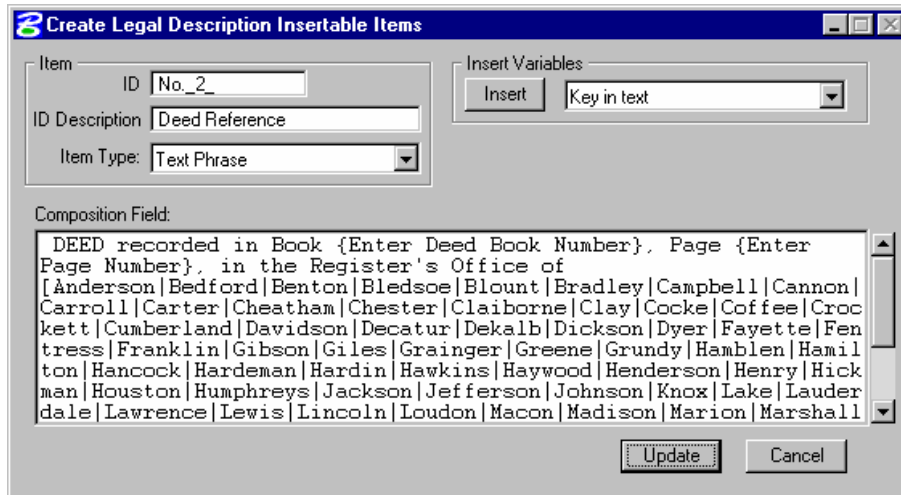 Create Legal Description Insertable Items
Item
ID No._2_
ID Description Deed Reference
Item Type: Text Phrase
Insert Variables
Insert Key in text
Composition Field:
DEED recorded in Book {Enter Deed Book Number}, Page {Enter
Page Number}, in the Register's Office of
[Anderson|Bedford|Benton|Bledsoe|Blount|Bradley|Campbell|Cannon|
Carroll|Carter|Cheatham|Chester|Claiborne|Clay|Cocke|Coffee|Croc
kett|Cumberland|Davidson|Decatur|Dekalb|Dickson|Dyer|Fayette|Fen
tress|Franklin|Gibson|Giles|Grainger|Greene|Grundy|Hamblen|Hamil
ton|Hancock|Hardeman|Hardin|Hawkins|Haywood|Henderson|Henry|Hick
man|Houston|Humphreys|Jackson|Jefferson|Johnson|Knox|Lake|Lauder
dale|Lawrence|Lewis|Lincoln|Loudon|Macon|Madison|Marion|Marshall
Update Cancel